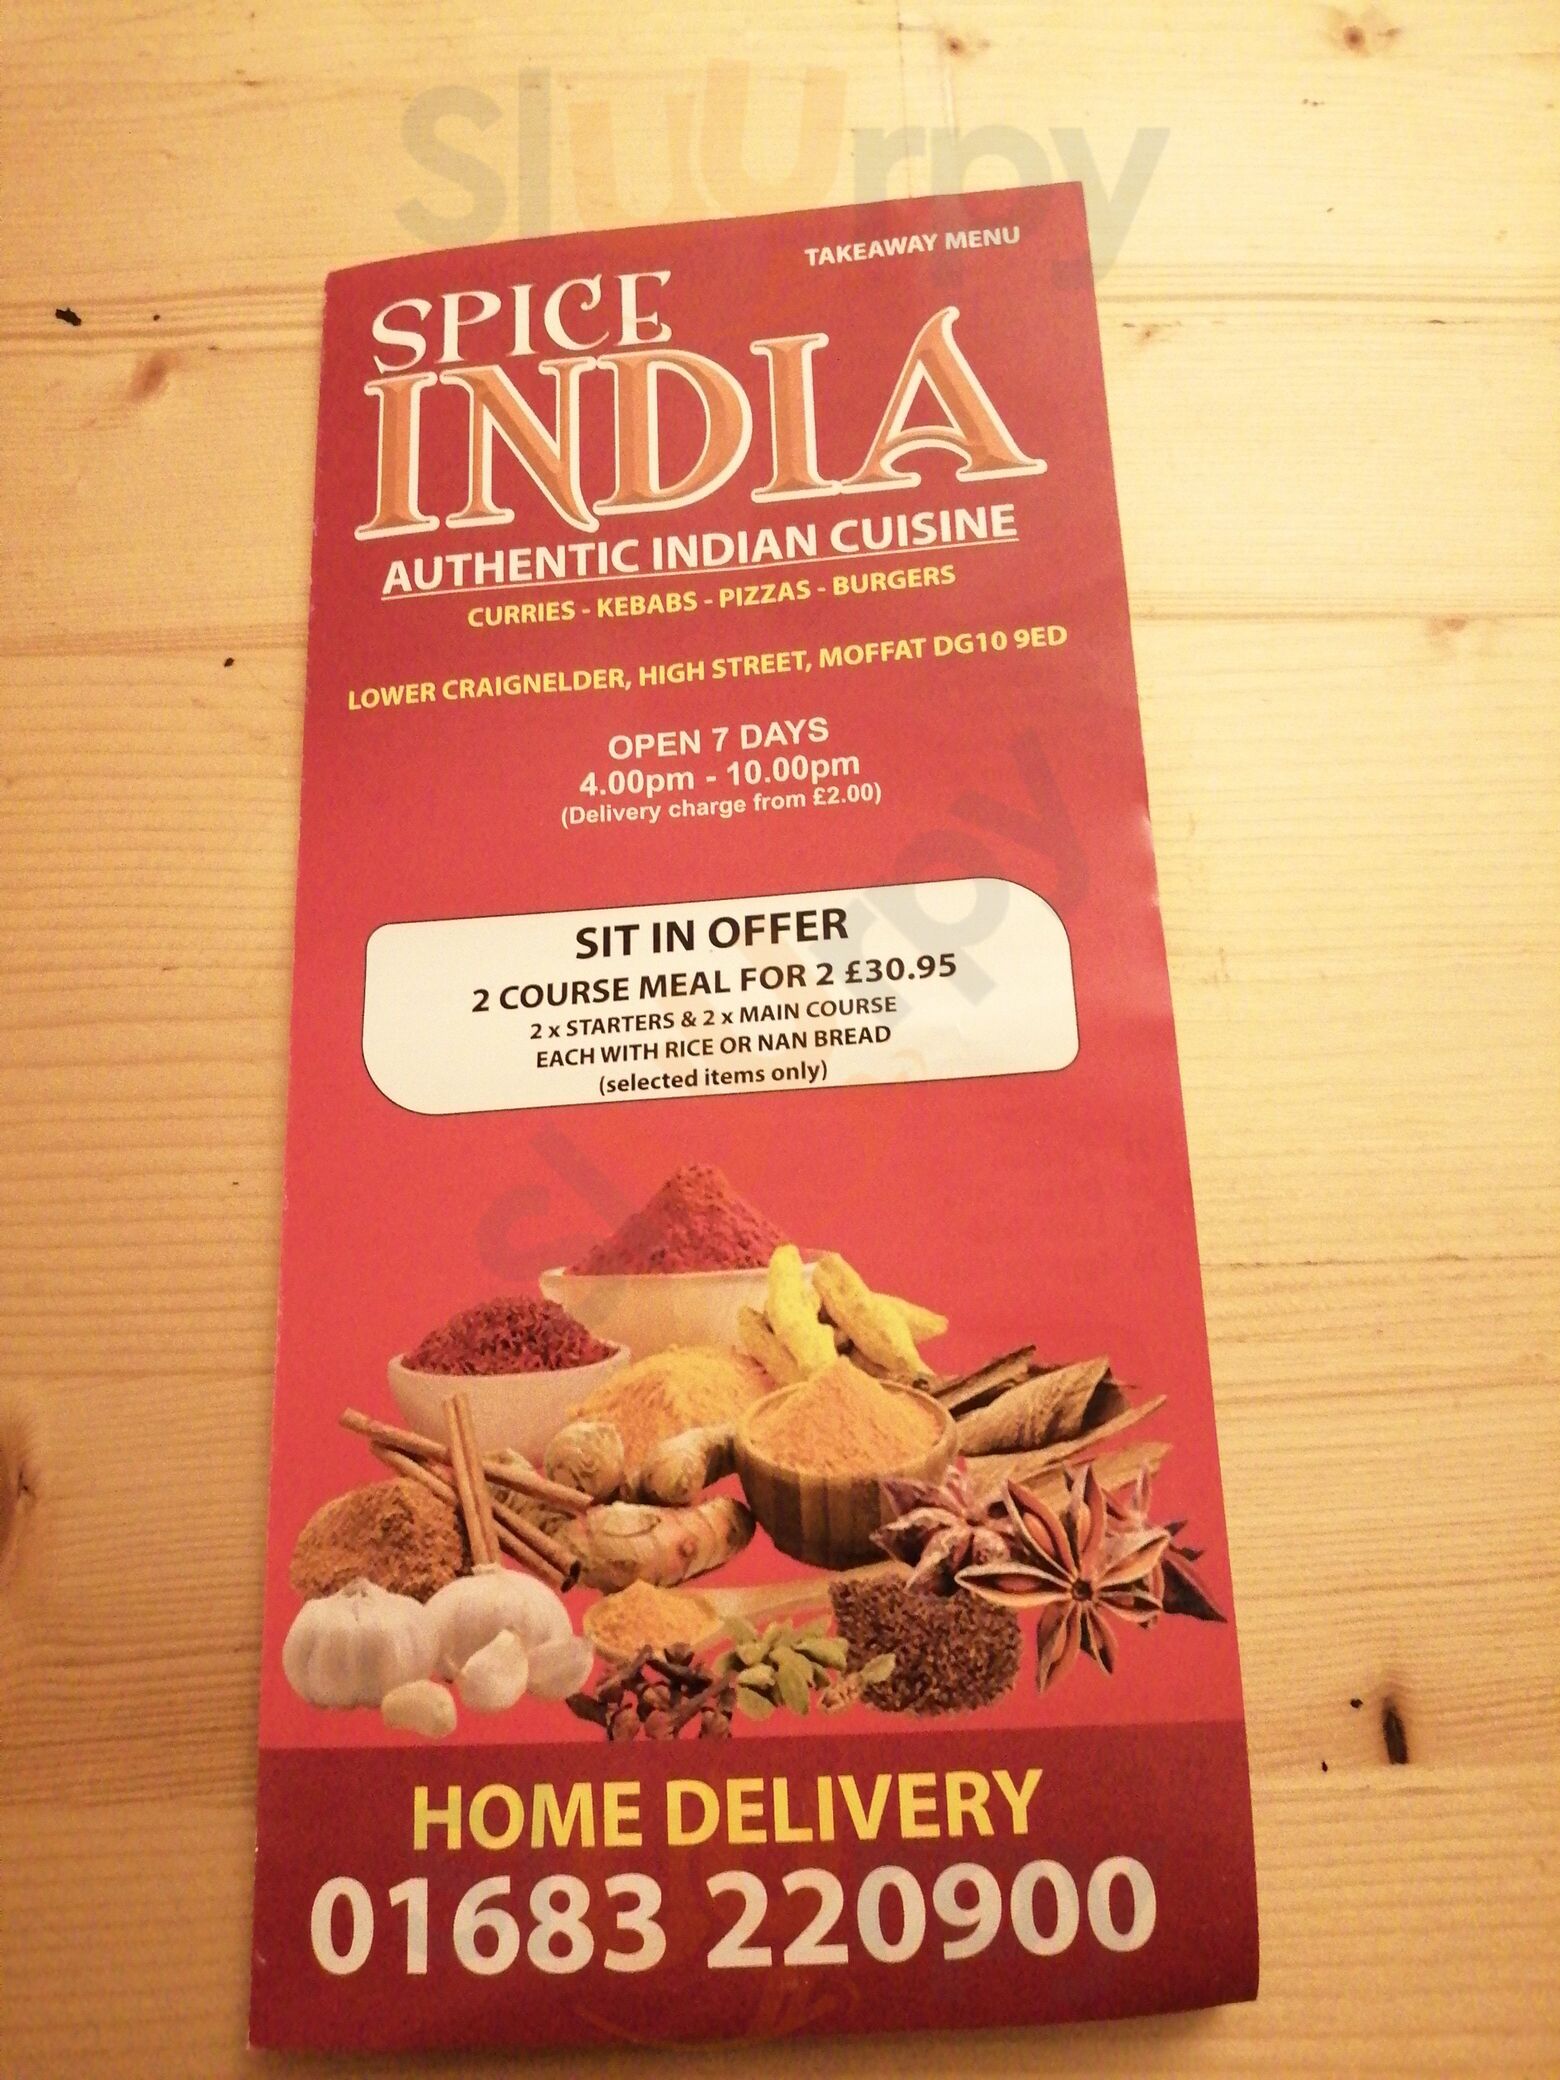 Sluurpy
TAKEAWAY MENU
SPICE
INDIA
AUTHENTIC INDIAN CUISINE
CURRIES - KEBABS - PIZZAS - BURGERS
LOWER CRAIGNELDER, HIGH STREET, MOFFAT DG10 9ED
OPEN 7 DAYS
4.00pm - 10.00pm
(Delivery charge from £2.00)
SIT IN OFFER
2 COURSE MEAL FOR 2 £30.95
2 x STARTERS & 2 x MAIN COURSE
EACH WITH RICE OR NAN BREAD
(selected items only)
sluurpy
HOME DELIVERY
01683 220900